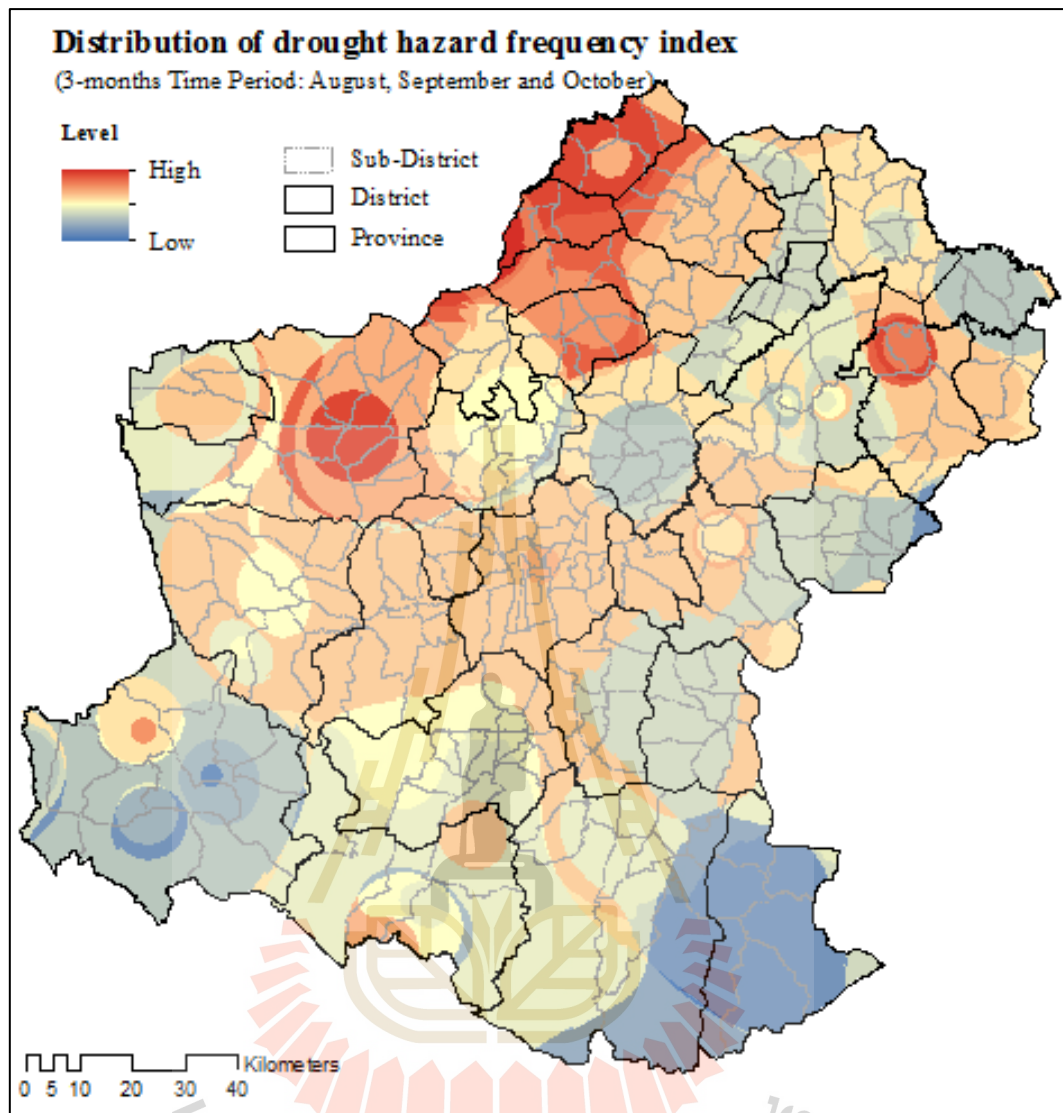 Distribution of drought hazard frequency index
(3-months Time Period: August, September and October)
Level
High
Low
Sub-District
District
Province
Kilometers
0 5 10 20 30 40